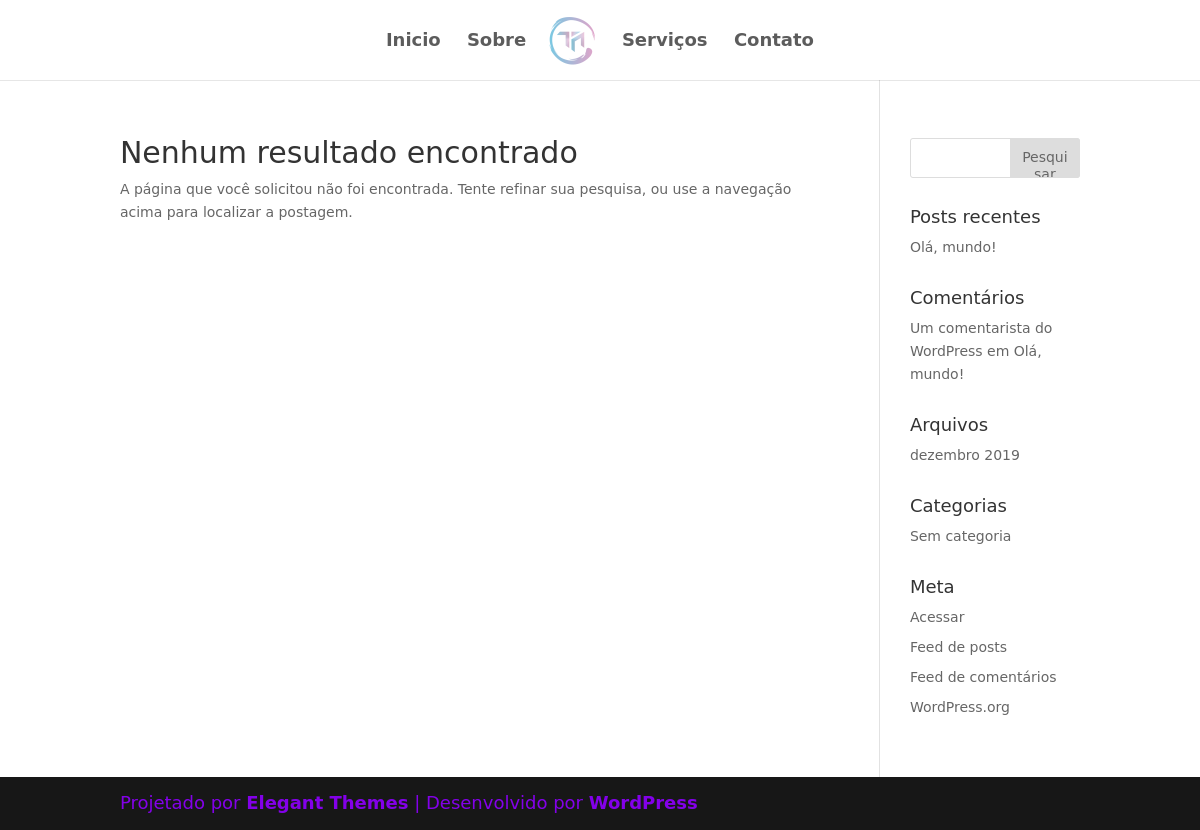 Inicio Sobre Serviços Contato
Nenhum resultado encontrado
A página que você solicitou não foi encontrada. Tente refinar sua pesquisa, ou use a navegação
acima para localizar a postagem.
Pesqui
sar
Posts recentes
Olá, mundo!
Comentários
Um comentarista do
WordPress em Olá,
mundo!
Arquivos
dezembro 2019
Categorias
Sem categoria
Meta
Acessar
Feed de posts
Feed de comentários
WordPress.org
Projetado por Elegant Themes | Desenvolvido por WordPress